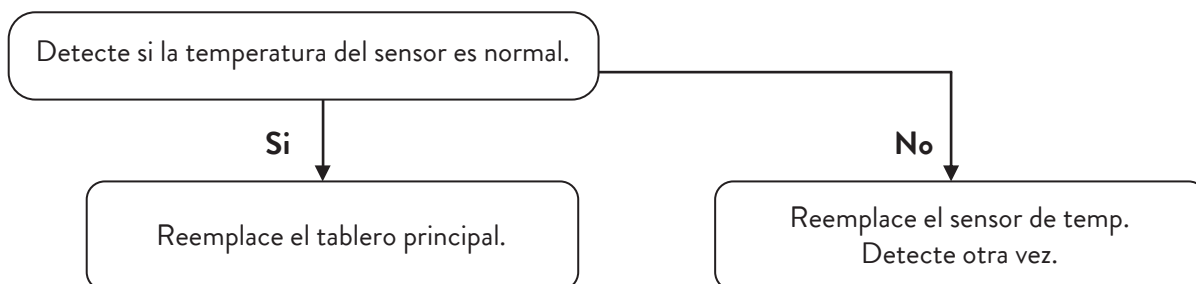 Detecte si la temperatura del sensor es normal.
Si
No
Reemplace el tablero principal.
Reemplace el sensor de temp.
Detecte otra vez.